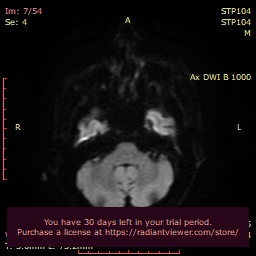 Im: 7/54
Se: 4
A
STP104
STP104
M
Ax DWI B 1000
R
L
You have 30 days left in your trial period.
Purchase a license at https://radiantviewer.com/store/